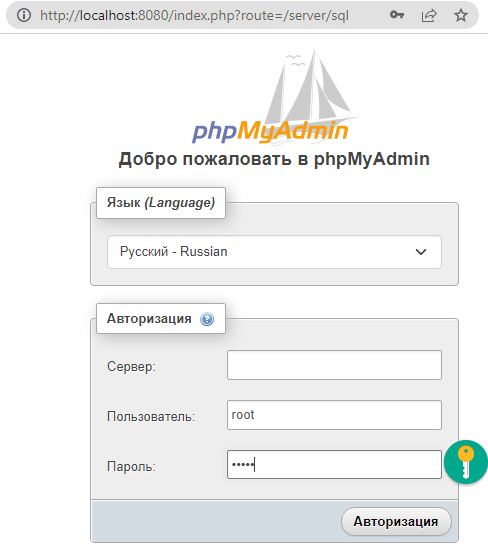 http://localhost:8080/index.php?route=/server/sql
phpMyAdmin
Добро пожаловать в phpMyAdmin
Язык (Language)
Русский - Russian
Авторизация
Сервер:
Пользователь: root
Пароль: •••••
Авторизация